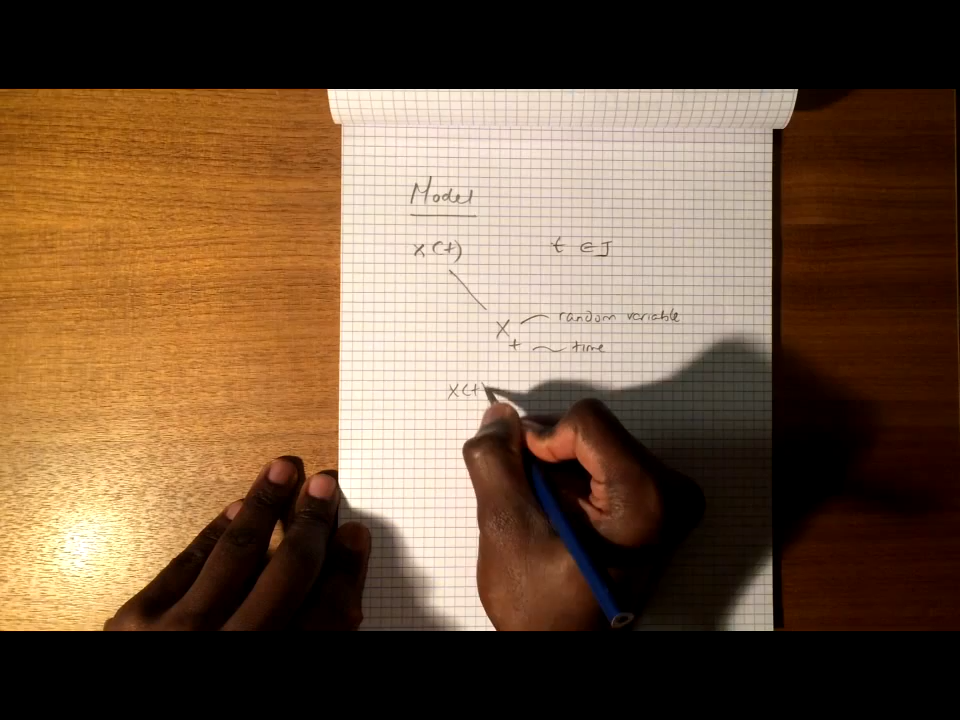 Model
x(t) t ∈ J
X random variable
t time
x(t)